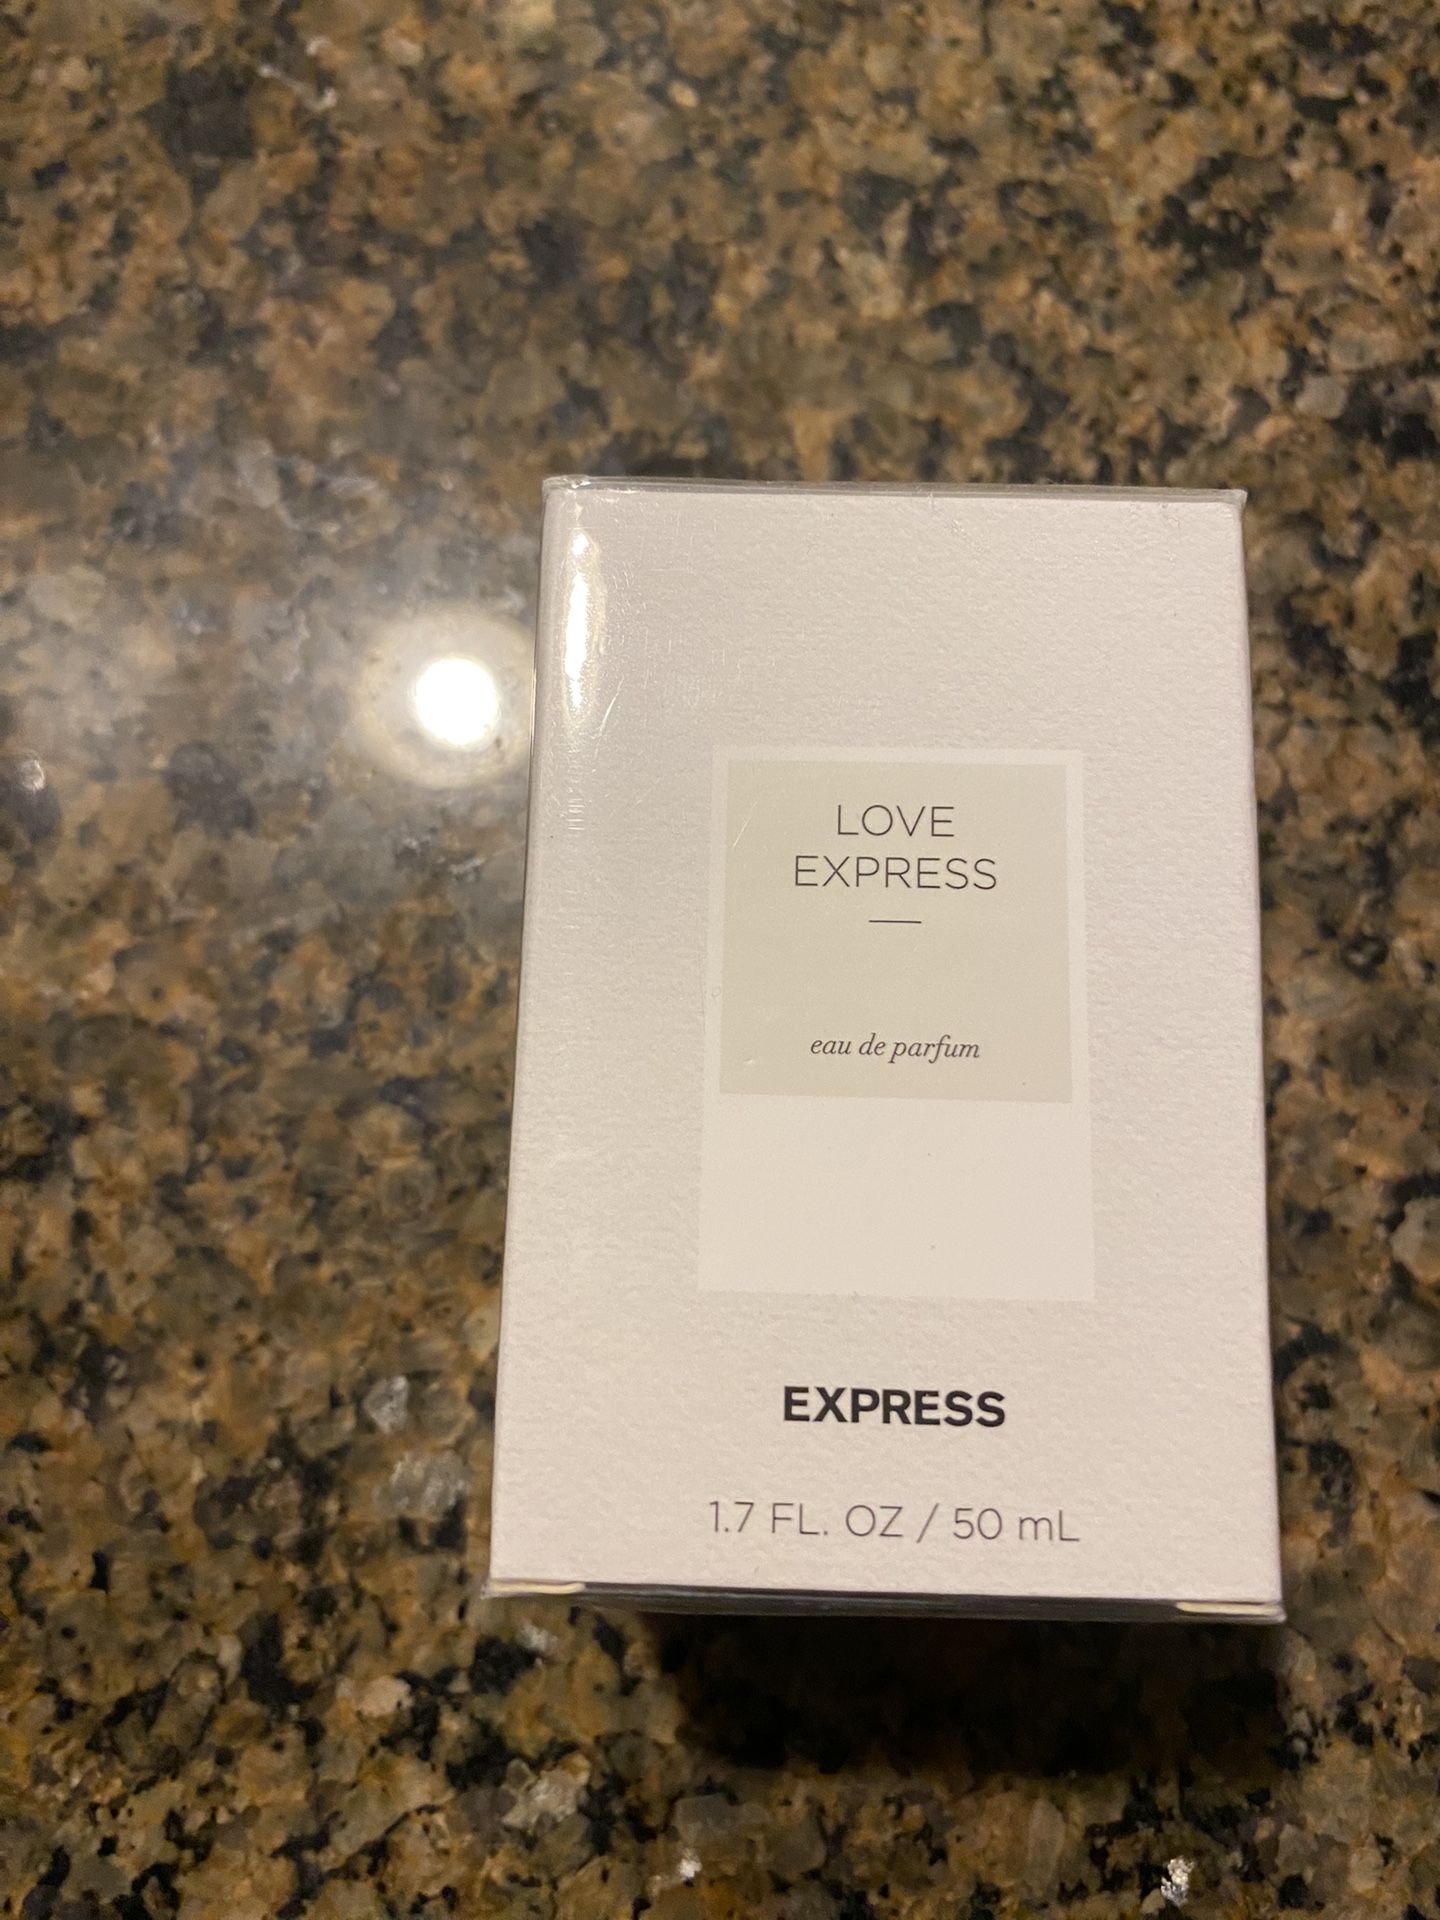 LOVE
EXPRESS
eau de parfum
EXPRESS
1.7 FL. OZ / 50 mL